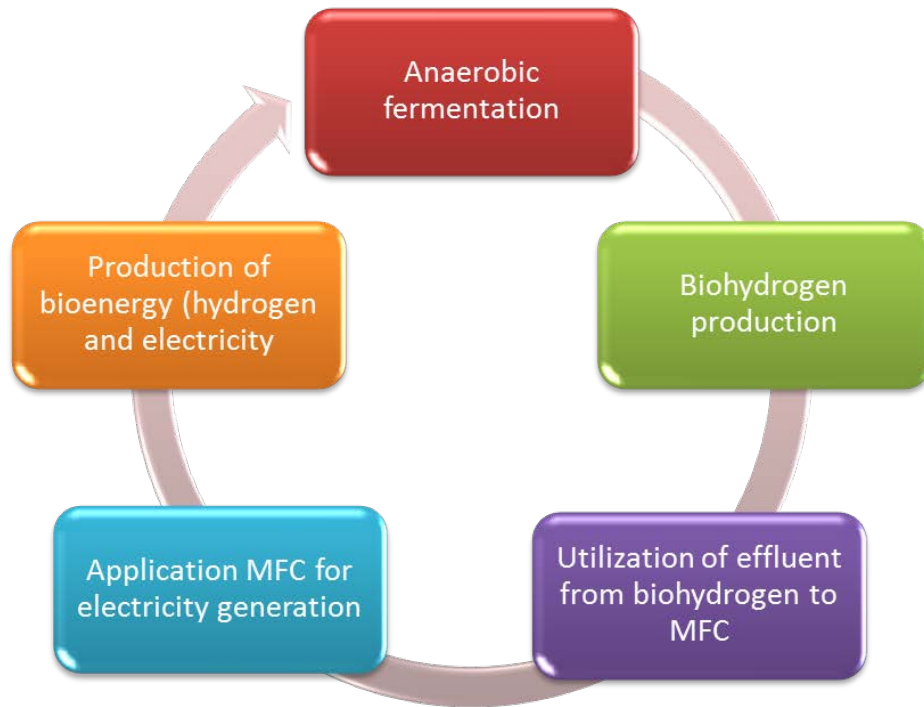 Anaerobic
fermentation
Biohydrogen
production
Utilization of effluent
from biohydrogen to
MFC
Application MFC for
electricity generation
Production of
bioenergy (hydrogen
and electricity